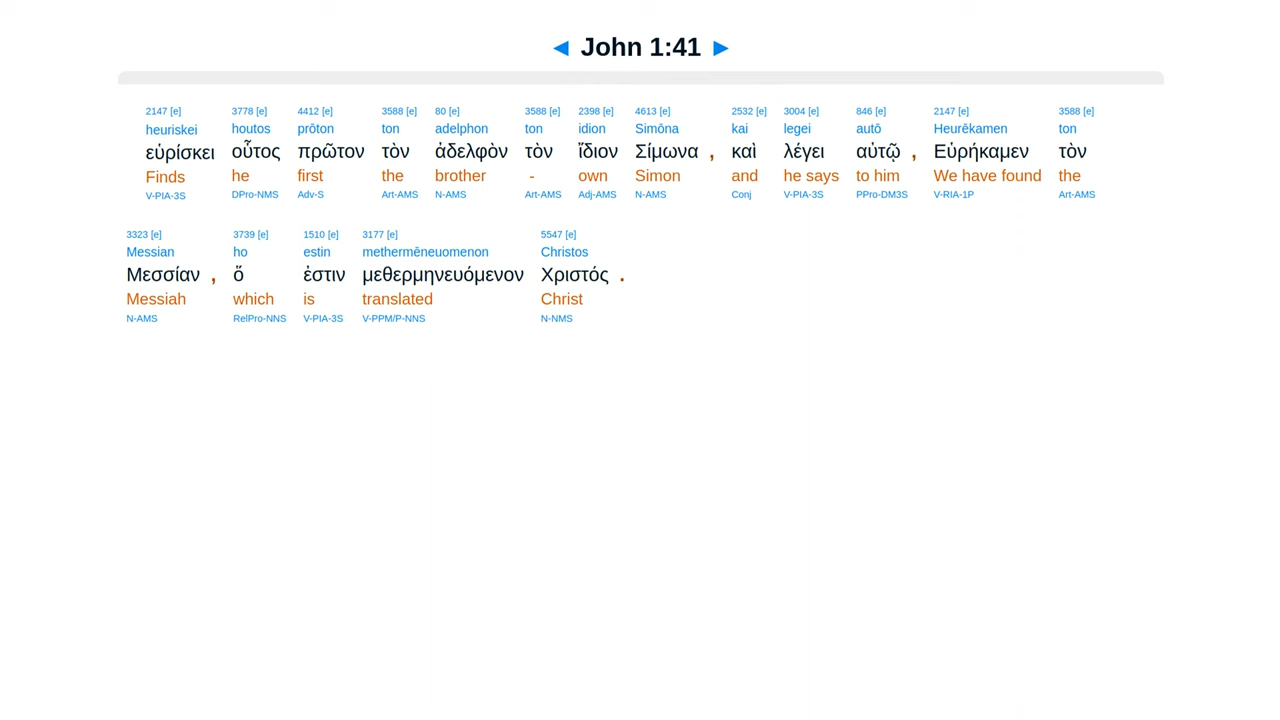 ◄ John 1:41 ►
2147 [e] 3778 [e] 4412 [e] 3588 [e] 80 [e] 3588 [e] 2398 [e] 4613 [e] 2532 [e] 3004 [e] 846 [e] 2147 [e] 3588 [e]
heuriskei houtos prōton ton adelphon ton idion Simōna kai legei autō Heurēkamen ton
εὑρίσκει οὗτος πρῶτον τὸν ἀδελφὸν τὸν ἴδιον Σίμωνα , καὶ λέγει αὐτῷ , Εὑρήκαμεν τὸν
Finds he first the brother - own Simon and he says to him We have found the
V-PIA-3S DPro-NMS Adv-S Art-AMS N-AMS Art-AMS Adj-AMS N-AMS Conj V-PIA-3S PPro-DM3S V-RIA-1P Art-AMS
3323 [e] 3739 [e] 1510 [e] 3177 [e] 5547 [e]
Messian ho estin methermēneuomenon Christos
Μεσσίαν , ὅ ἐστιν μεθερμηνευόμενον Χριστός .
Messiah which is translated Christ
N-AMS RelPro-NNS V-PIA-3S V-PPM/P-NNS N-NMS